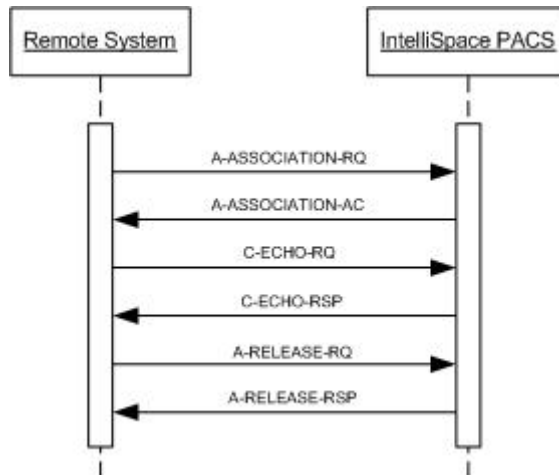 Remote System
IntelliSpace PACS
A-ASSOCIATION-RQ
A-ASSOCIATION-AC
C-ECHO-RQ
C-ECHO-RSP
A-RELEASE-RQ
A-RELEASE-RSP